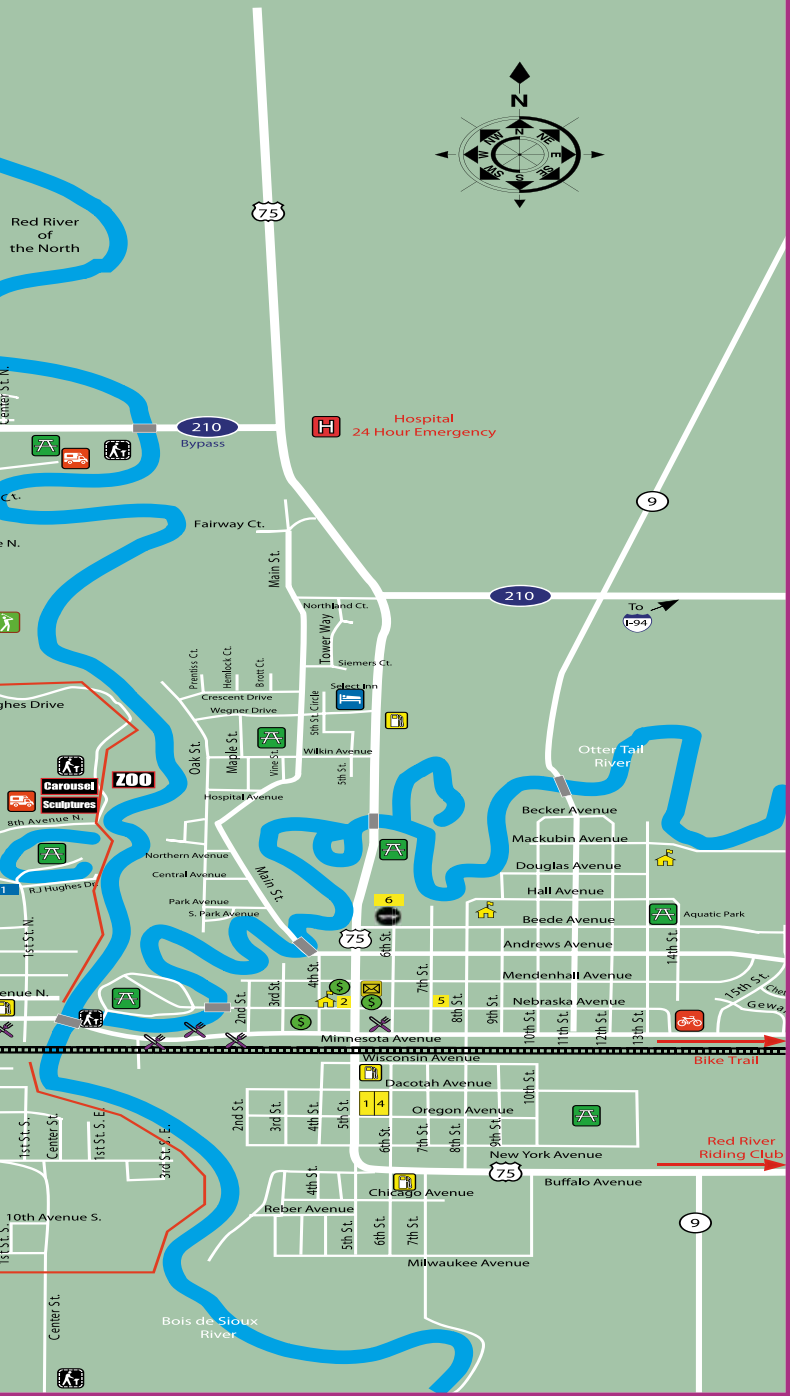 N
N
NE
E
SE
S
SW
W
NW
Red River
of
the North
75
Center St. N.
210
Bypass
H
Hospital
24 Hour Emergency
Ct.
Fairway Ct.
9
e N.
Main St.
210
To
I-94
Northland Ct.
Tower Way
Siemers Ct.
Select Inn
Prentiss Ct.
Hemlock Ct.
Brott Ct.
Crescent Drive
Wegner Drive
5th St. Circle
ghes Drive
Oak St.
Maple St.
Vine St.
Wilkin Avenue
5th St.
Otter Tail
River
ZOO
Carousel
Sculptures
Hospital Avenue
8th Avenue N.
Becker Avenue
Mackubin Avenue
Northern Avenue
Douglas Avenue
Central Avenue
Main St.
1
R.J Hughes Dr.
Hall Avenue
Park Avenue
6
S. Park Avenue
Beede Avenue
Aquatic Park
1st St. N.
75
6th St.
Andrews Avenue
14th St.
4th St.
3rd St.
2nd St.
7th St.
Mendenhall Avenue
15th St.
Gewa
enue N.
$
$
$
2
5
8th St.
9th St.
Nebraska Avenue
10th St.
11th St.
12th St.
13th St.
Minnesota Avenue
Wisconsin Avenue
Bike Trail
Dacotah Avenue
10th St.
1 4
Oregon Avenue
2nd St.
3rd St.
4th St.
5th St.
6th St.
7th St.
8th St.
9th St.
1st St. S.
Center St.
1st St. S. E.
3rd St. S. E.
New York Avenue
Red River
Riding Club
75
Buffalo Avenue
4th St.
Chicago Avenue
Reber Avenue
10th Avenue S.
1st St. S.
5th St.
6th St.
7th St.
9
Milwaukee Avenue
Center St.
Bois de Sioux
River